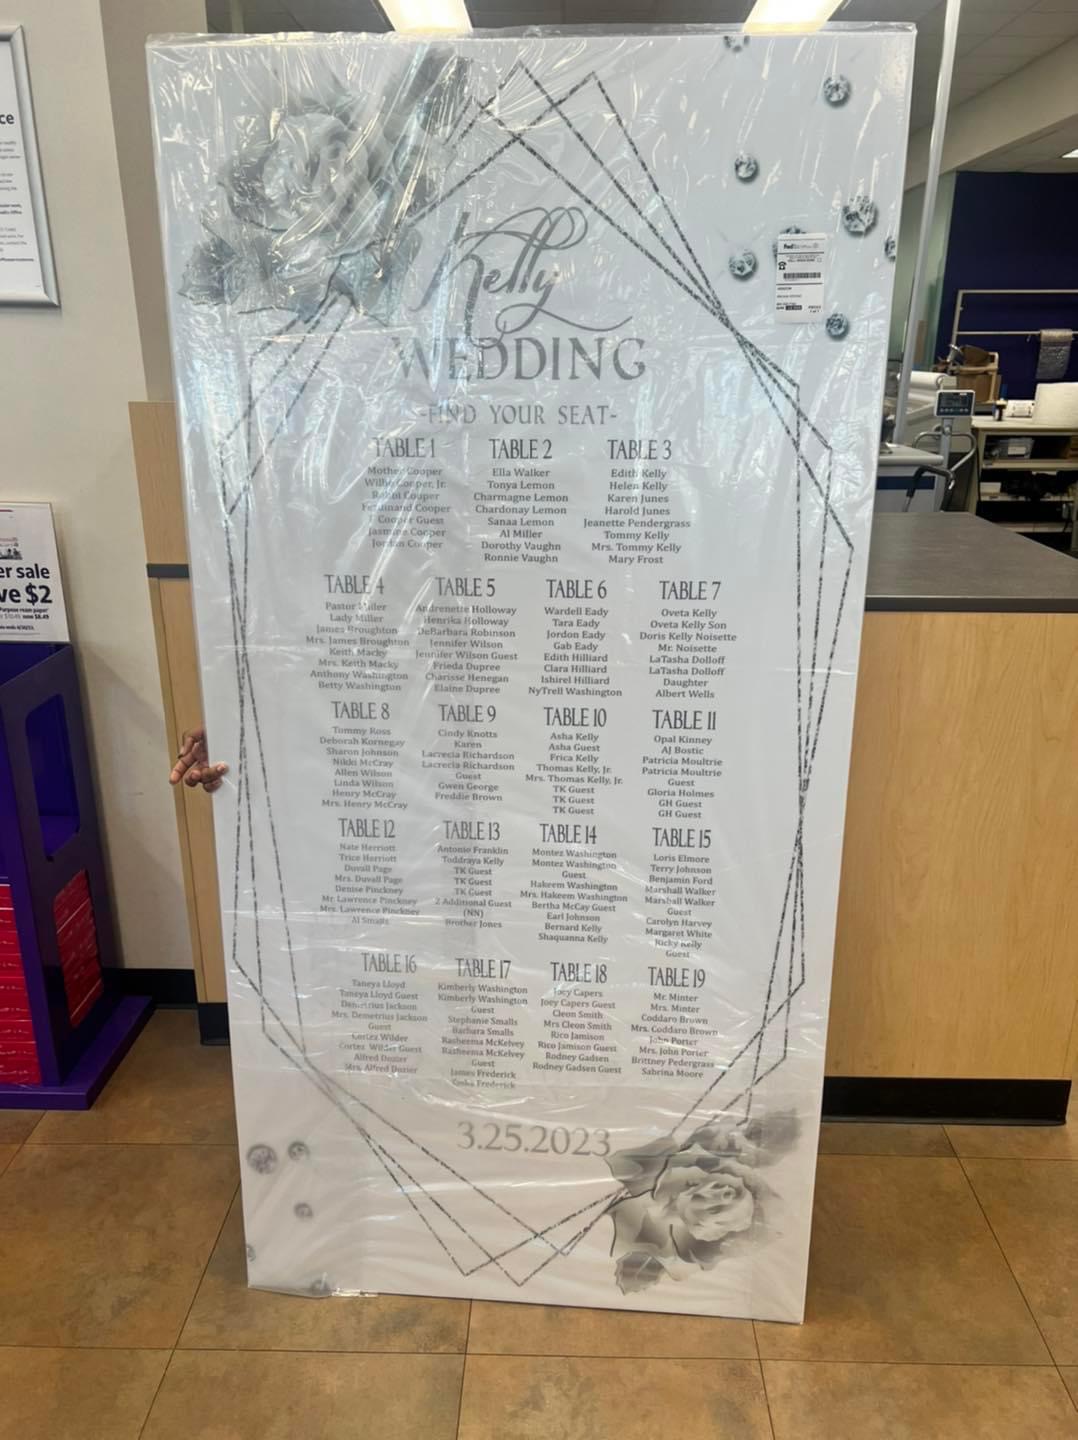 ce
er sale
ve $2
FedEx
Kelly
WEDDING
-FIND YOUR SEAT-
TABLE 1
Mother Cooper
Willie Cooper, Jr.
Rabbi Cooper
Ferdinand Cooper
F Cooper Guest
Jasmine Cooper
Jordan Cooper
TABLE 2
Ella Walker
Tonya Lemon
Charmagne Lemon
Chardonay Lemon
Sanaa Lemon
Al Miller
Dorothy Vaughn
Ronnie Vaughn
TABLE 3
Edith Kelly
Helen Kelly
Karen Junes
Harold Junes
Jeanette Pendergrass
Tommy Kelly
Mrs. Tommy Kelly
Mary Frost
TABLE 4
Pastor Miller
Lady Miller
James Broughton
Mrs. James Broughton
Keith Macky
Mrs. Keith Macky
Anthony Washington
Betty Washington
TABLE 5
Andrenette Holloway
Henrika Holloway
DeBarbara Robinson
Jennifer Wilson
Jennifer Wilson Guest
Frieda Dupree
Charisse Henegan
Elaine Dupree
TABLE 6
Wardell Eady
Tara Eady
Jordon Eady
Gab Eady
Edith Hilliard
Clara Hilliard
Ishirel Hilliard
NyTrell Washington
TABLE 7
Oveta Kelly
Oveta Kelly Son
Doris Kelly Noisette
Mr. Noisette
LaTasha Dolloff
LaTasha Dolloff
Daughter
Albert Wells
TABLE 8
Tommy Ross
Deborah Kornegay
Sharon Johnson
Nikki McCray
Allen Wilson
Linda Wilson
Henry McCray
Mrs. Henry McCray
TABLE 9
Cindy Knotts
Karen
Lacrecia Richardson
Lacrecia Richardson
Guest
Gwen George
Freddie Brown
TABLE 10
Asha Kelly
Asha Guest
Frica Kelly
Thomas Kelly, Jr.
Mrs. Thomas Kelly, Jr.
TK Guest
TK Guest
TK Guest
TABLE 11
Opal Kinney
AJ Bostic
Patricia Moultrie
Patricia Moultrie
Guest
Gloria Holmes
GH Guest
GH Guest
TABLE 12
Nate Herriott
Trice Herriott
Duvall Page
Mrs. Duvall Page
Denise Pinckney
Mr Lawrence Pinckney
Mrs. Lawrence Pinckney
Al Smalls
TABLE 13
Antonio Franklin
Toddraya Kelly
TK Guest
TK Guest
TK Guest
2 Additional Guest
(NN)
Brother Jones
TABLE 14
Montez Washington
Montez Washington
Guest
Hakeem Washington
Mrs. Hakeem Washington
Bertha McCay Guest
Earl Johnson
Bernard Kelly
Shaquanna Kelly
TABLE 15
Loris Elmore
Terry Johnson
Benjamin Ford
Marshall Walker
Marshall Walker
Guest
Carolyn Harvey
Margaret White
Ricky Kelly
Guest
TABLE 16
Taneya Lloyd
Taneya Lloyd Guest
Demetrius Jackson
Mrs. Demetrius Jackson
Guest
Cortez Wilder
Cortez Wilder Guest
Alfred Dozier
Mrs. Alfred Dozier
TABLE 17
Kimberly Washington
Kimberly Washington
Guest
Stephanie Smalls
Barbara Smalls
Rasheema McKelvey
Rasheema McKelvey
Guest
James Frederick
Frederick
TABLE 18
Joey Capers
Joey Capers Guest
Cleon Smith
Mrs Cleon Smith
Rico Jamison
Rico Jamison Guest
Rodney Gadsen
Rodney Gadsen Guest
TABLE 19
Mr. Minter
Mrs. Minter
Coddaro Brown
Mrs. Coddaro Brown
John Porter
Mrs. John Porter
Brittney Pedergrass
Sabrina Moore
3.25.2023